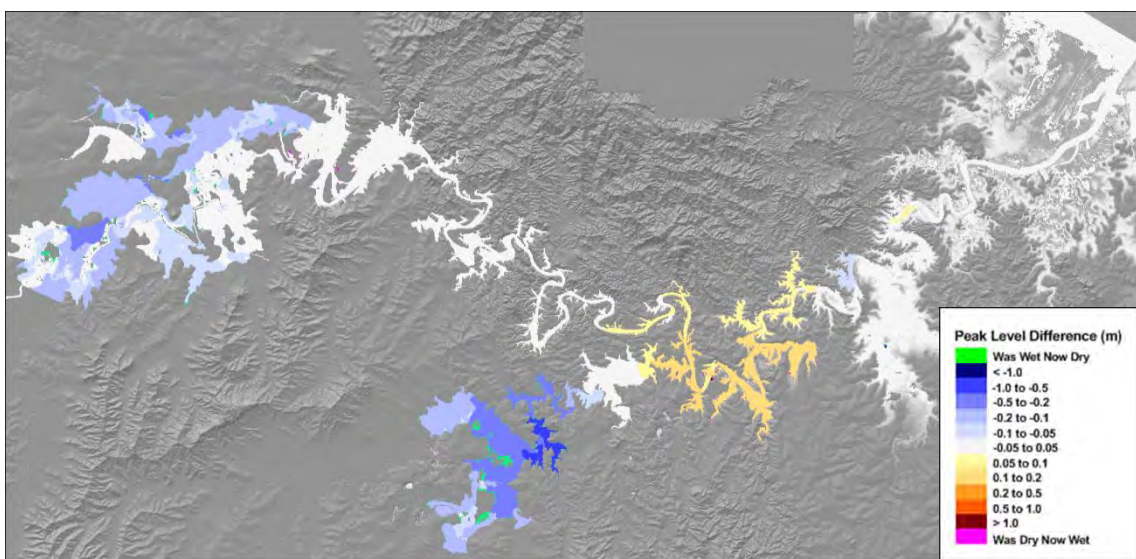 Peak Level Difference (m)
Was Wet Now Dry
< -1.0
-1.0 to -0.5
-0.5 to -0.2
-0.2 to -0.1
-0.1 to -0.05
-0.05 to 0.05
0.05 to 0.1
0.1 to 0.2
0.2 to 0.5
0.5 to 1.0
> 1.0
Was Dry Now Wet